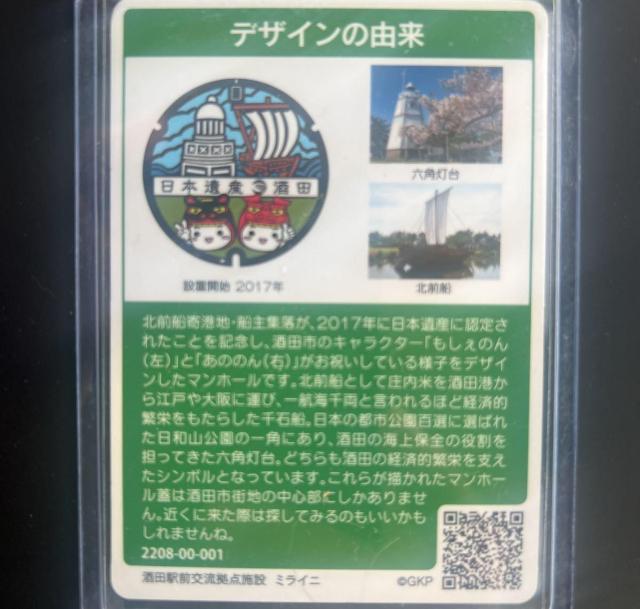 デザインの由来
日本遺産 酒田
六角灯台
北前船
設置開始 2017年
北前船寄港地・船主集落が、2017年に日本遺産に認定さ
れたことを記念し、酒田市のキャラクター「もしぇのん
(左)」と「あののん(右)」がお祝いしている様子をデザイ
ンしたマンホールです。北前船として庄内米を酒田港か
ら江戸や大阪に運び、一航海千両と言われるほど経済的
繁栄をもたらした千石船。日本の都市公園百選に選ばれ
た日和山公園の一角にあり、酒田の海上保全の役割を
担ってきた六角灯台。どちらも酒田の経済的繁栄を支え
たシンボルとなっています。これらが描かれたマンホー
ル蓋は酒田市街地の中心部にしかありませ
ん。近くに来た際は探してみるのもいいかも
しれませんね。
2208-00-001
酒田駅前交流拠点施設 ミライニ
©GKP